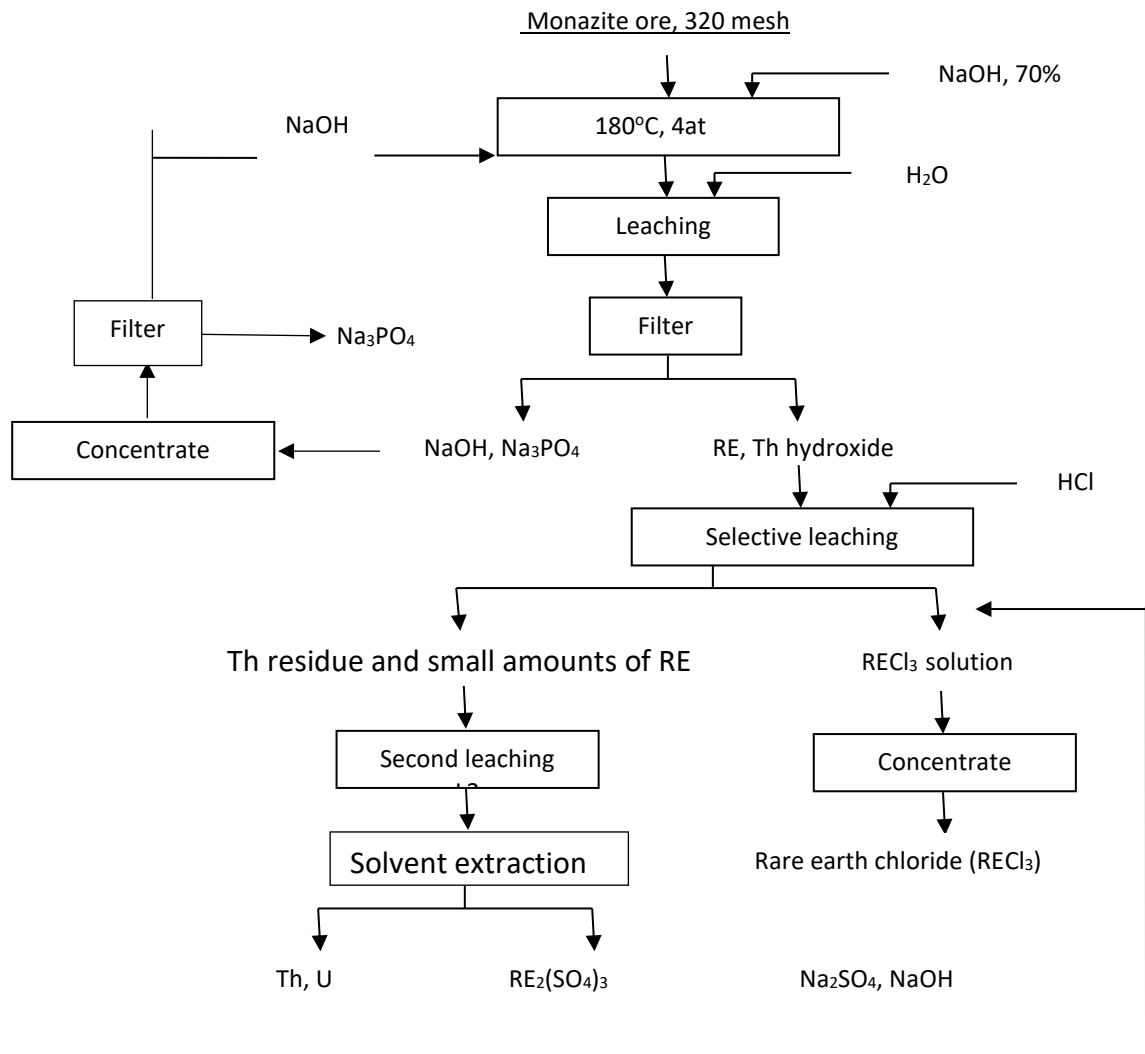 Monazite ore, 320 mesh
NaOH, 70%
NaOH
180°C, 4at
H₂O
Leaching
Filter
Filter
Na₃PO₄
Concentrate
NaOH, Na₃PO₄
RE, Th hydroxide
HCl
Selective leaching
Th residue and small amounts of RE
RECl₃ solution
Second leaching
Concentrate
Solvent extraction
Rare earth chloride (RECl₃)
Th, U
RE₂(SO₄)₃
Na₂SO₄, NaOH